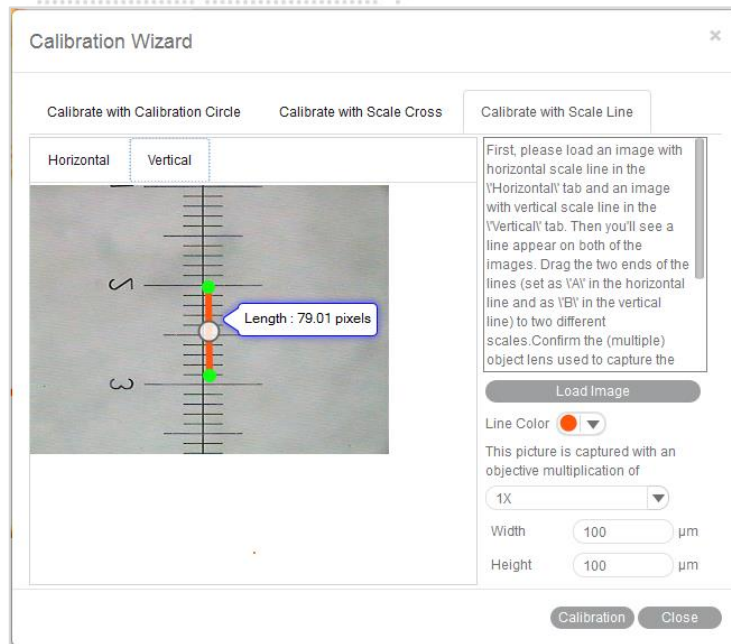 Calibration Wizard
×
Calibrate with Calibration Circle
Calibrate with Scale Cross
Calibrate with Scale Line
Horizontal
Vertical
2
3
Length : 79.01 pixels
First, please load an image with
horizontal scale line in the
\'Horizontal\' tab and an image
with vertical scale line in the
\'Vertical\' tab. Then you'll see a
line appear on both of the
images. Drag the two ends of the
lines (set as \'A\' in the horizontal
line and as \'B\' in the vertical
line) to two different
scales.Confirm the (multiple)
object lens used to capture the
Load Image
Line Color
This picture is captured with an
objective multiplication of
1X
Width
100
µm
Height
100
µm
Calibration
Close